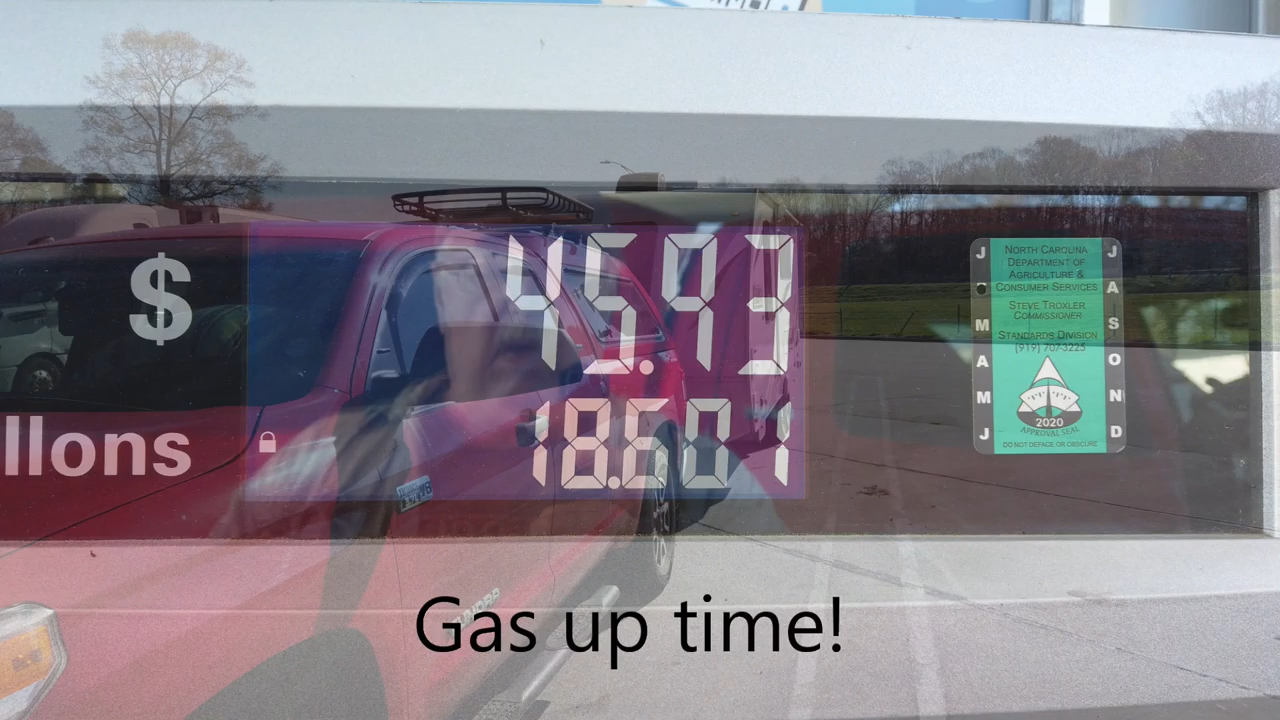 $ 45.93
llons 18.601
J J
NORTH CAROLINA
DEPARTMENT OF
AGRICULTURE &
CONSUMER SERVICES
STEVE TROXLER
COMMISSIONER
STANDARDS DIVISION
(919) 707-3225
M A M J
A S O N D
2020
APPROVAL SEAL
DO NOT DEFACE OR OBSCURE
Gas up time!